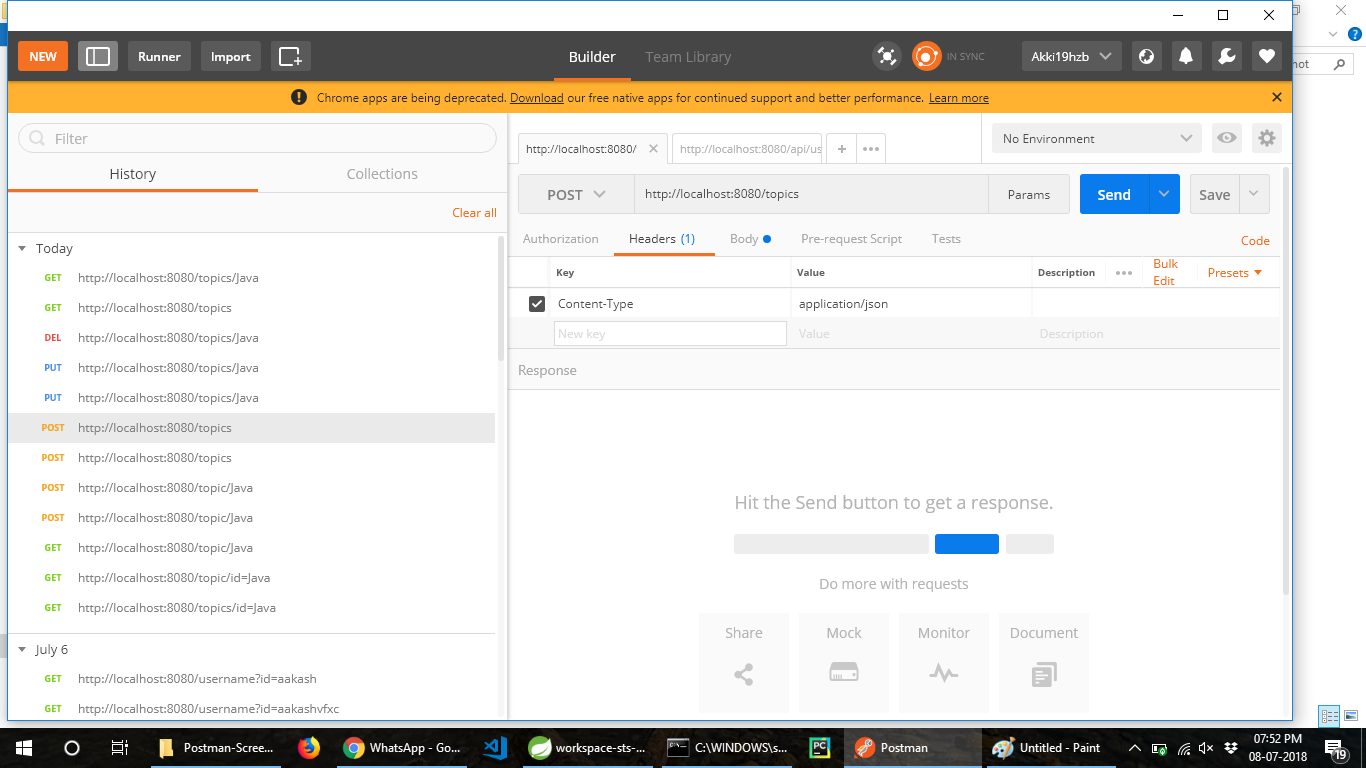 not
NEW
Runner
Import
Builder
Team Library
IN SYNC
Akki19hzb
Chrome apps are being deprecated. Download our free native apps for continued support and better performance. Learn more
Filter
History
Collections
Clear all
Today
GET http://localhost:8080/topics/Java
GET http://localhost:8080/topics
DEL http://localhost:8080/topics/Java
PUT http://localhost:8080/topics/Java
PUT http://localhost:8080/topics/Java
POST http://localhost:8080/topics
POST http://localhost:8080/topics
POST http://localhost:8080/topic/Java
POST http://localhost:8080/topic/Java
GET http://localhost:8080/topic/Java
GET http://localhost:8080/topic/id=Java
GET http://localhost:8080/topics/id=Java
July 6
GET http://localhost:8080/username?id=aakash
GET http://localhost:8080/username?id=aakashvfxc
http://localhost:8080/
http://localhost:8080/api/us
No Environment
POST
http://localhost:8080/topics
Params
Send
Save
Authorization
Headers (1)
Body
Pre-request Script
Tests
Code
Key
Value
Description
Bulk Edit
Presets
Content-Type
application/json
New key
Value
Description
Response
Hit the Send button to get a response.
Do more with requests
Share
Mock
Monitor
Document
Postman-Scree...
WhatsApp - Go...
workspace-sts-...
C:\WINDOWS\s...
PC
Postman
Untitled - Paint
07:52 PM
08-07-2018
19